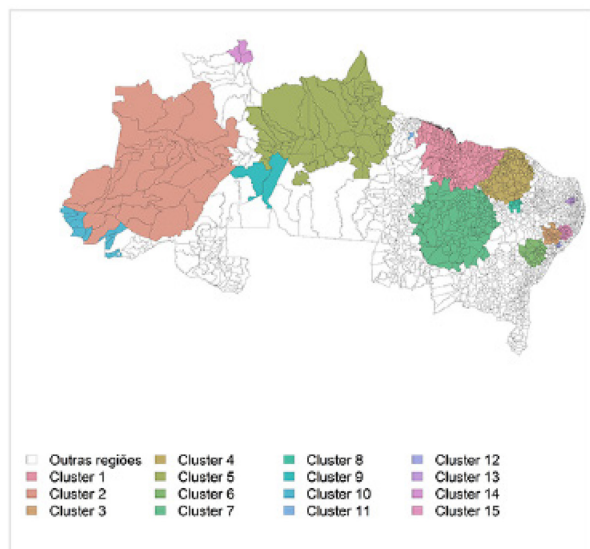 Outras regiões
Cluster 1
Cluster 2
Cluster 3
Cluster 4
Cluster 5
Cluster 6
Cluster 7
Cluster 8
Cluster 9
Cluster 10
Cluster 11
Cluster 12
Cluster 13
Cluster 14
Cluster 15